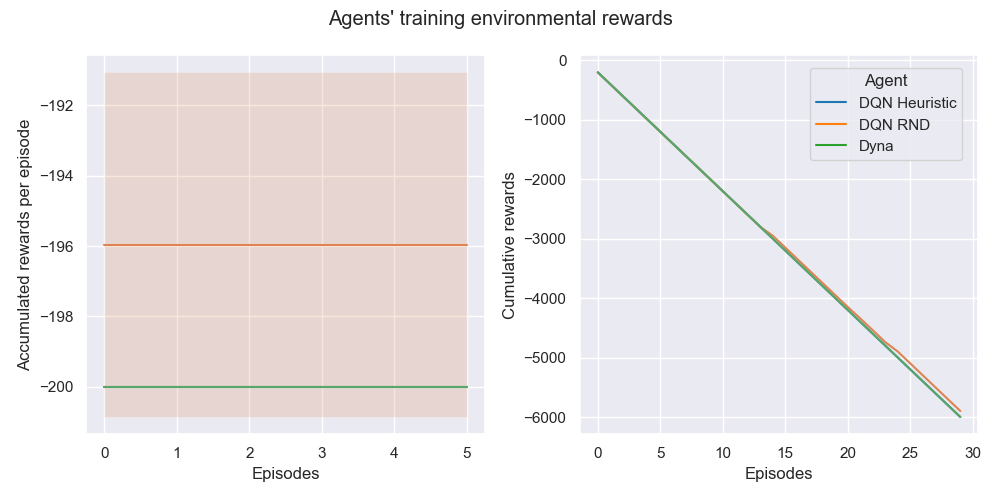 Agents' training environmental rewards
Accumulated rewards per episode
−192
−194
−196
−198
−200
0 1 2 3 4 5
Episodes
Cumulative rewards
0
−1000
−2000
−3000
−4000
−5000
−6000
0 5 10 15 20 25 30
Episodes
Agent
DQN Heuristic
DQN RND
Dyna